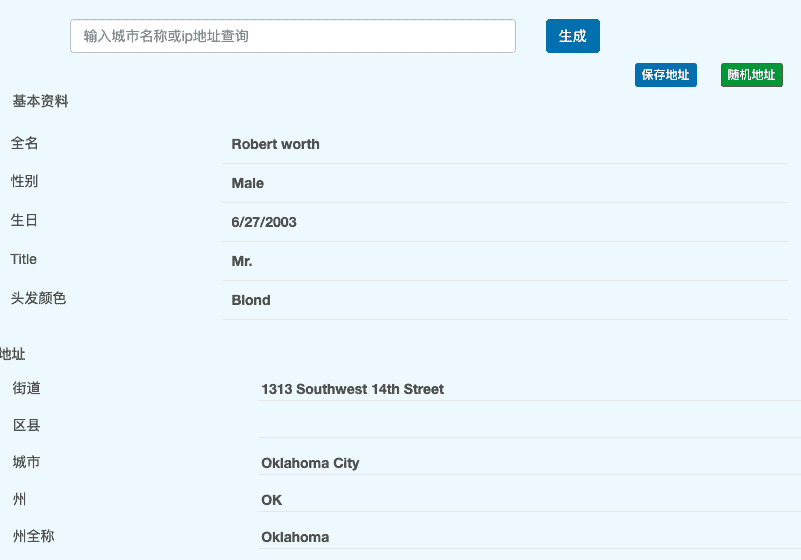 输入城市名称或ip地址查询 生成
保存地址 随机地址
基本资料
全名 Robert worth
性别 Male
生日 6/27/2003
Title Mr.
头发颜色 Blond
地址
街道 1313 Southwest 14th Street
区县
城市 Oklahoma City
州 OK
州全称 Oklahoma